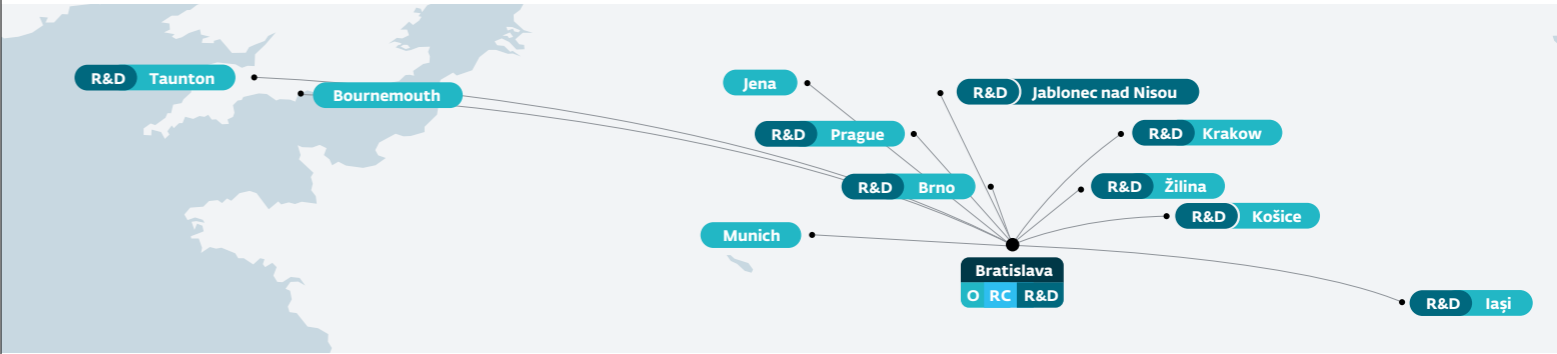 R&D Taunton
Bournemouth
Jena
R&D Jablonec nad Nisou
R&D Prague
R&D Krakow
R&D Brno
R&D Žilina
R&D Košice
Munich
Bratislava
O RC R&D
R&D Iași